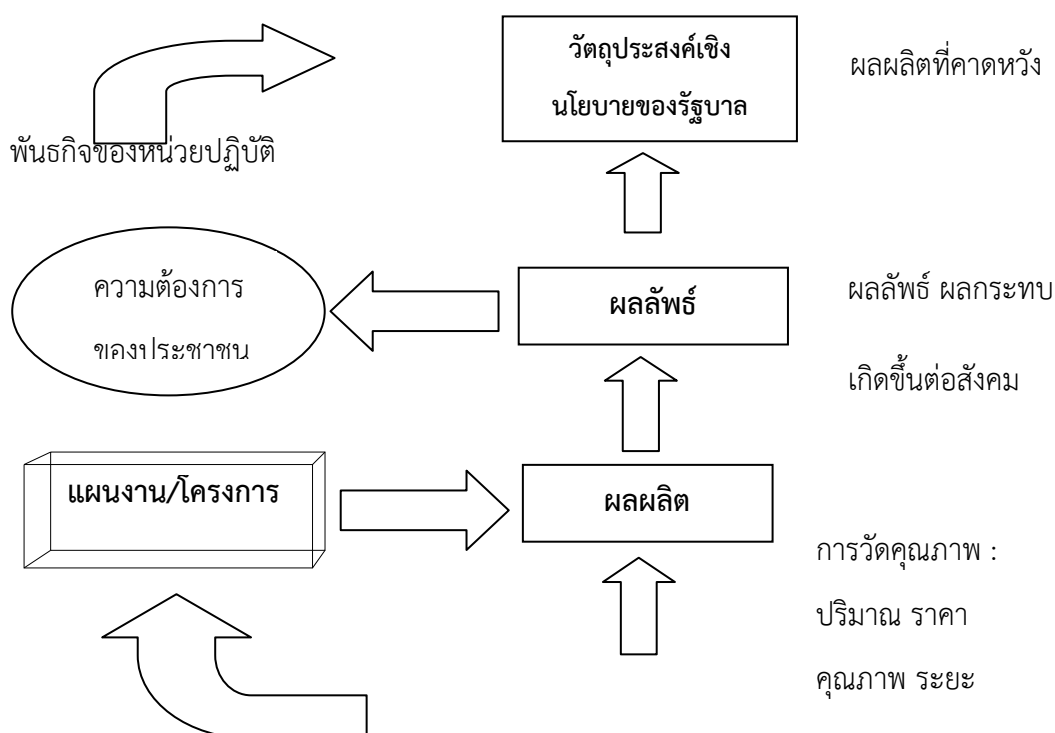 วัตถุประสงค์เชิง
นโยบายของรัฐบาล
ผลผลิตที่คาดหวัง
พันธกิจของหน่วยปฏิบัติ
ความต้องการ
ของประชาชน
ผลลัพธ์
ผลลัพธ์ ผลกระทบ
เกิดขึ้นต่อสังคม
แผนงาน/โครงการ
ผลผลิต
การวัดคุณภาพ :
ปริมาณ ราคา
คุณภาพ ระยะ